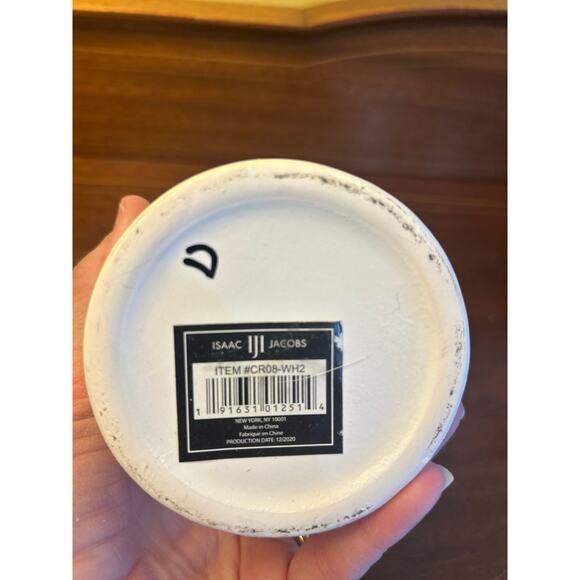 D
ISAAC IJI JACOBS
ITEM #CR08-WH2
1 91631 01251 4
NEW YORK, NY 10001
Made in China
Fabriqué en Chine
PRODUCTION DATE: 12/2020